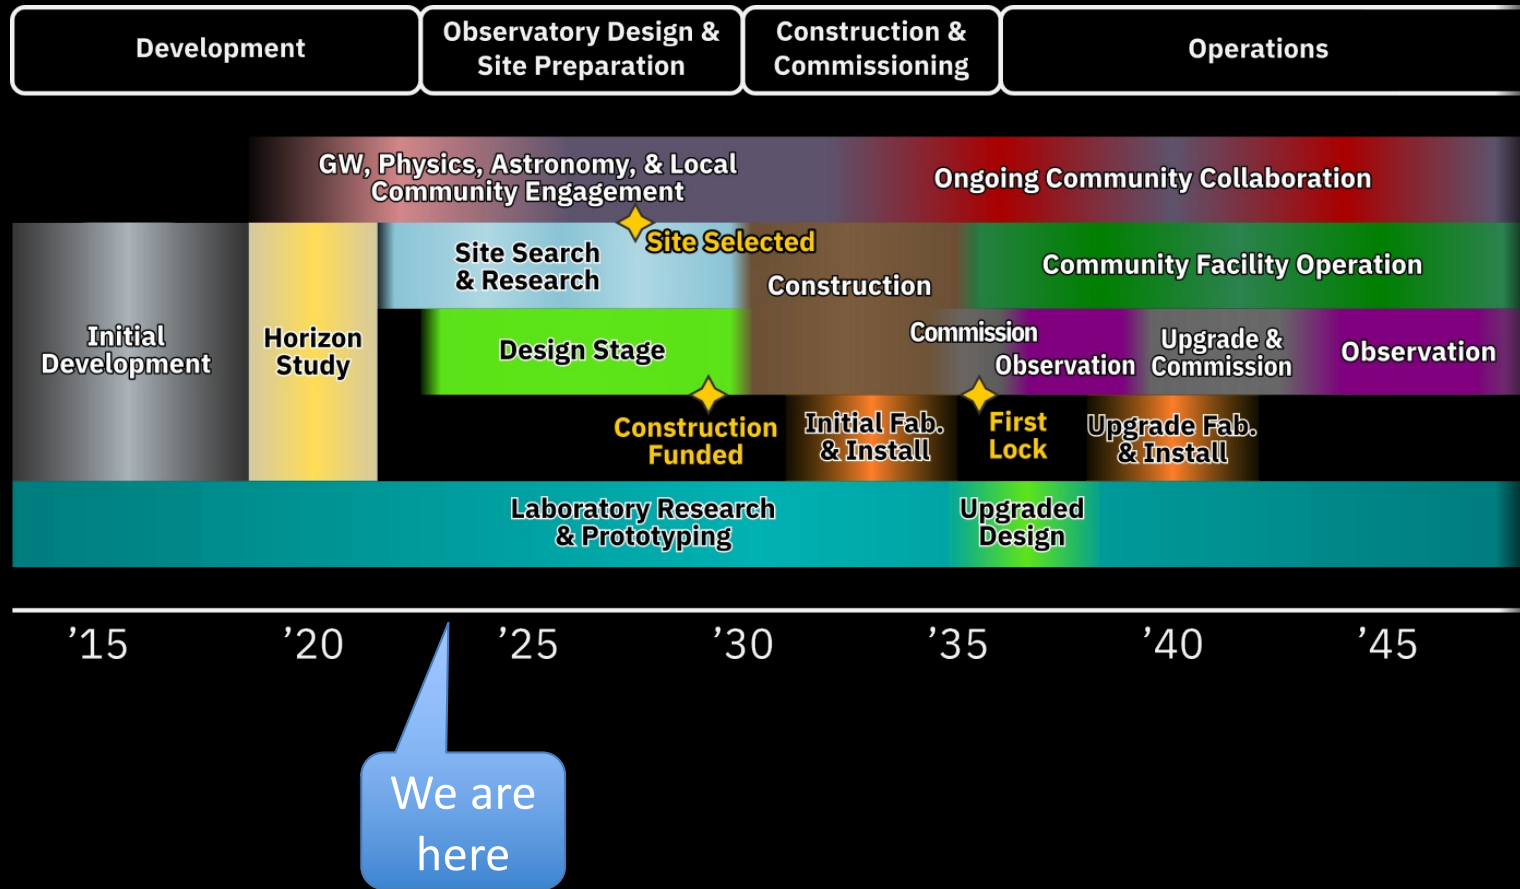 Development
Observatory Design &
Site Preparation
Construction &
Commissioning
Operations
GW, Physics, Astronomy, & Local
Community Engagement
Ongoing Community Collaboration
Site Selected
Site Search
& Research
Construction
Community Facility Operation
Initial
Development
Horizon
Study
Design Stage
Commission
Observation
Upgrade &
Commission
Observation
Construction
Funded
Initial Fab.
& Install
First
Lock
Upgrade Fab.
& Install
Laboratory Research
& Prototyping
Upgraded
Design
’15
’20
’25
’30
’35
’40
’45
We are
here